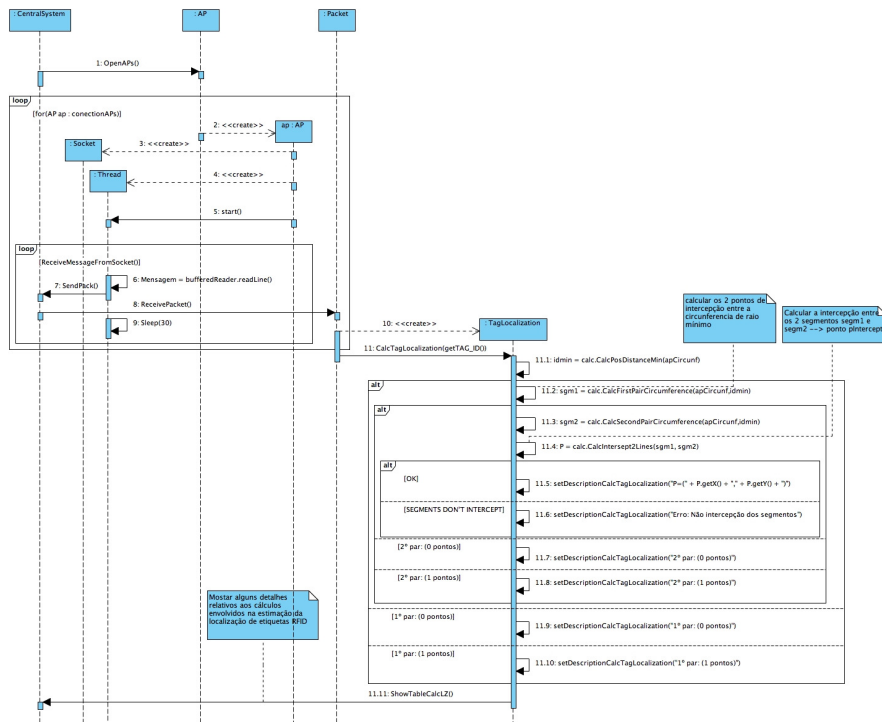 : CentralSystem
: AP
: Packet
1: OpenAPs()
loop
[for(AP ap : conectionAPs)]
2: <<create>>
ap : AP
3: <<create>>
: Socket
4: <<create>>
: Thread
5: start()
loop
[ReceiveMessageFromSocket()]
6: Mensagem = bufferedReader.readLine()
7: SendPack()
8: ReceivePacket()
9: Sleep(30)
10: <<create>>
: TagLocalization
calcular os 2 pontos de
intercepção entre a
circunferencia de raio
mínimo
Calcular a intercepção entre
os 2 segmentos segm1 e
segm2 --> ponto pIntercept
11: CalcTagLocalization(getTAG_ID())
11.1: idmin = calc.CalcPosDistanceMin(apCircunf)
alt
11.2: sgm1 = calc.CalcFirstPairCircumference(apCircunf,idmin)
alt
11.3: sgm2 = calc.CalcSecondPairCircumference(apCircunf,idmin)
11.4: P = calc.CalcIntersept2Lines(sgm1, sgm2)
alt
[OK]
11.5: setDescriptionCalcTagLocalization("P=(" + P.getX() + "," + P.getY() + ")")
[SEGMENTS DON'T INTERCEPT]
11.6: setDescriptionCalcTagLocalization("Erro: Não intercepção dos segmentos")
[2º par: (0 pontos)]
11.7: setDescriptionCalcTagLocalization("2º par: (0 pontos)")
[2º par: (1 pontos)]
11.8: setDescriptionCalcTagLocalization("2º par: (1 pontos)")
Mostar alguns detalhes
relativos aos cálculos
envolvidos na estimação da
localização de etiquetas RFID
[1º par: (0 pontos)]
11.9: setDescriptionCalcTagLocalization("1º par: (0 pontos)")
[1º par: (1 pontos)]
11.10: setDescriptionCalcTagLocalization("1º par: (1 pontos)")
11.11: ShowTableCalcLZ()